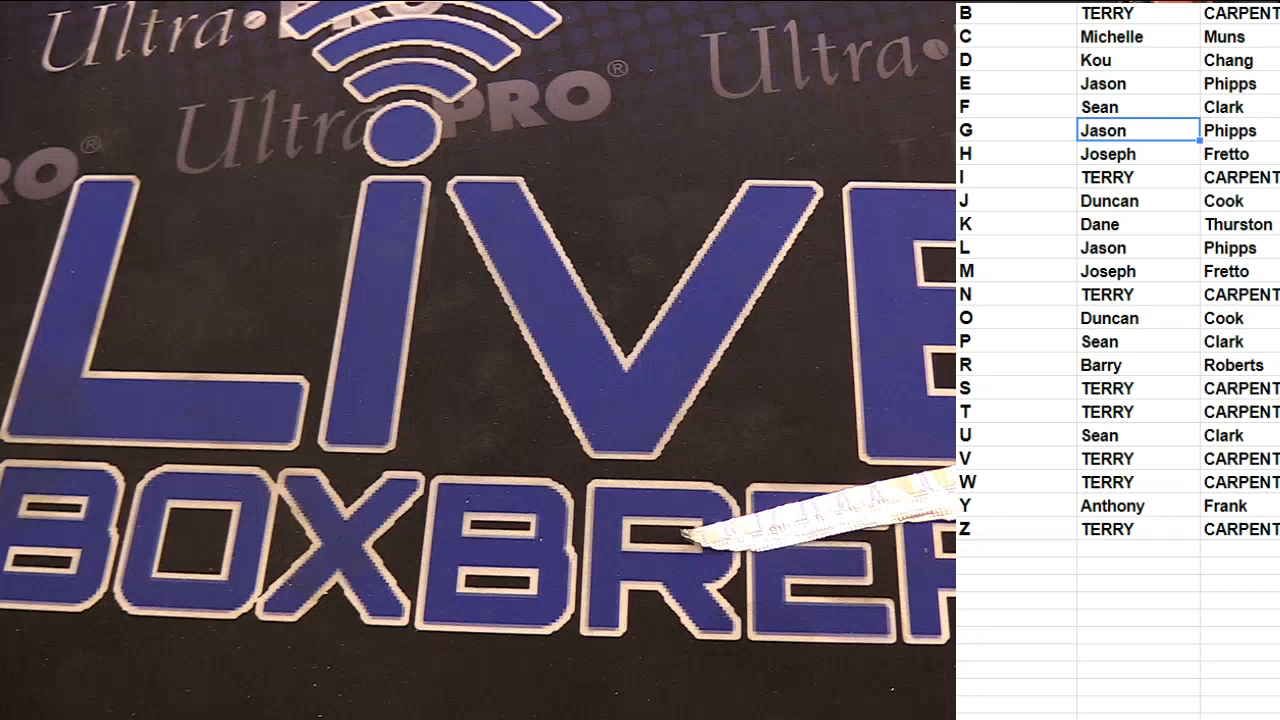 Ultra•PRO
Ultra•PRO®
Ultra•
RO®
LiVE
BOXBREA
B TERRY CARPENT
C Michelle Muns
D Kou Chang
E Jason Phipps
F Sean Clark
G Jason Phipps
H Joseph Fretto
I TERRY CARPENT
J Duncan Cook
K Dane Thurston
L Jason Phipps
M Joseph Fretto
N TERRY CARPENT
O Duncan Cook
P Sean Clark
R Barry Roberts
S TERRY CARPENT
T TERRY CARPENT
U Sean Clark
V TERRY CARPENT
W TERRY CARPENT
Y Anthony Frank
Z TERRY CARPENT